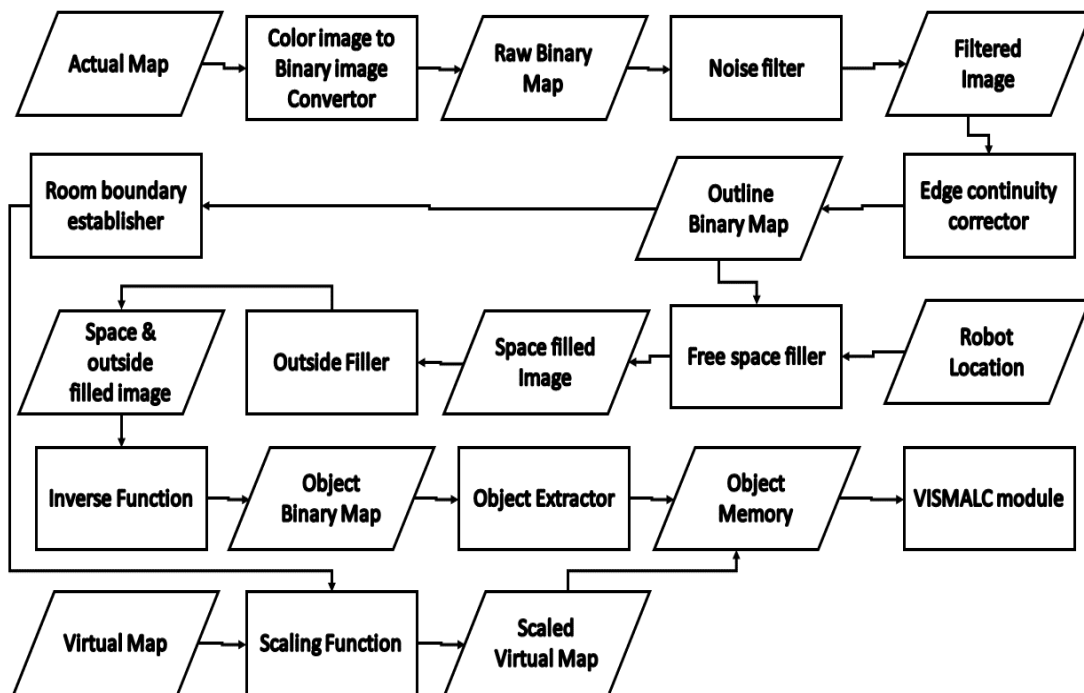 Actual Map
Color image to
Binary image
Convertor
Raw Binary
Map
Noise filter
Filtered
Image
Room boundary
establisher
Outline
Binary Map
Edge continuity
corrector
Space &
outside
filled image
Outside Filler
Space filled
Image
Free space filler
Robot
Location
Inverse Function
Object
Binary Map
Object Extractor
Object
Memory
VISMALC module
Virtual Map
Scaling Function
Scaled
Virtual Map